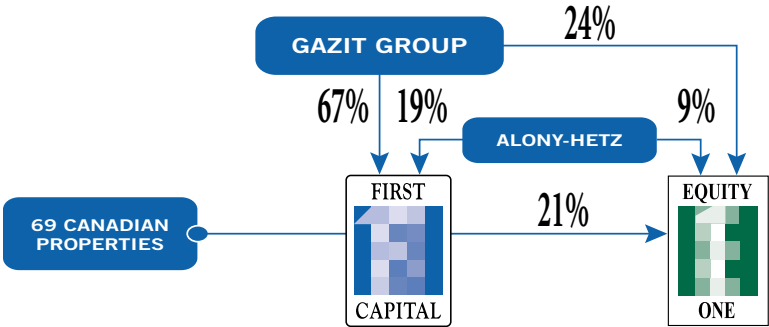 24%
GAZIT GROUP
67%
19%
9%
ALONY-HETZ
FIRST
CAPITAL
EQUITY
ONE
21%
69 CANADIAN
PROPERTIES